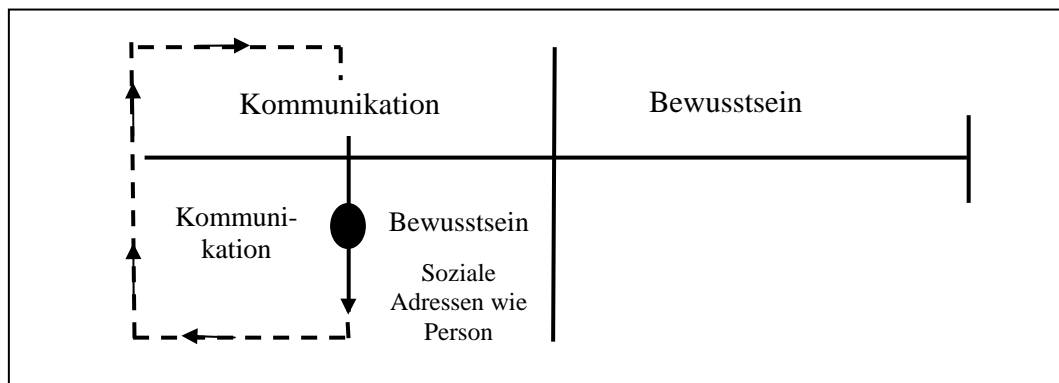 Kommunikation
Bewusstsein
Kommuni-
kation
Bewusstsein
Soziale
Adressen wie
Person